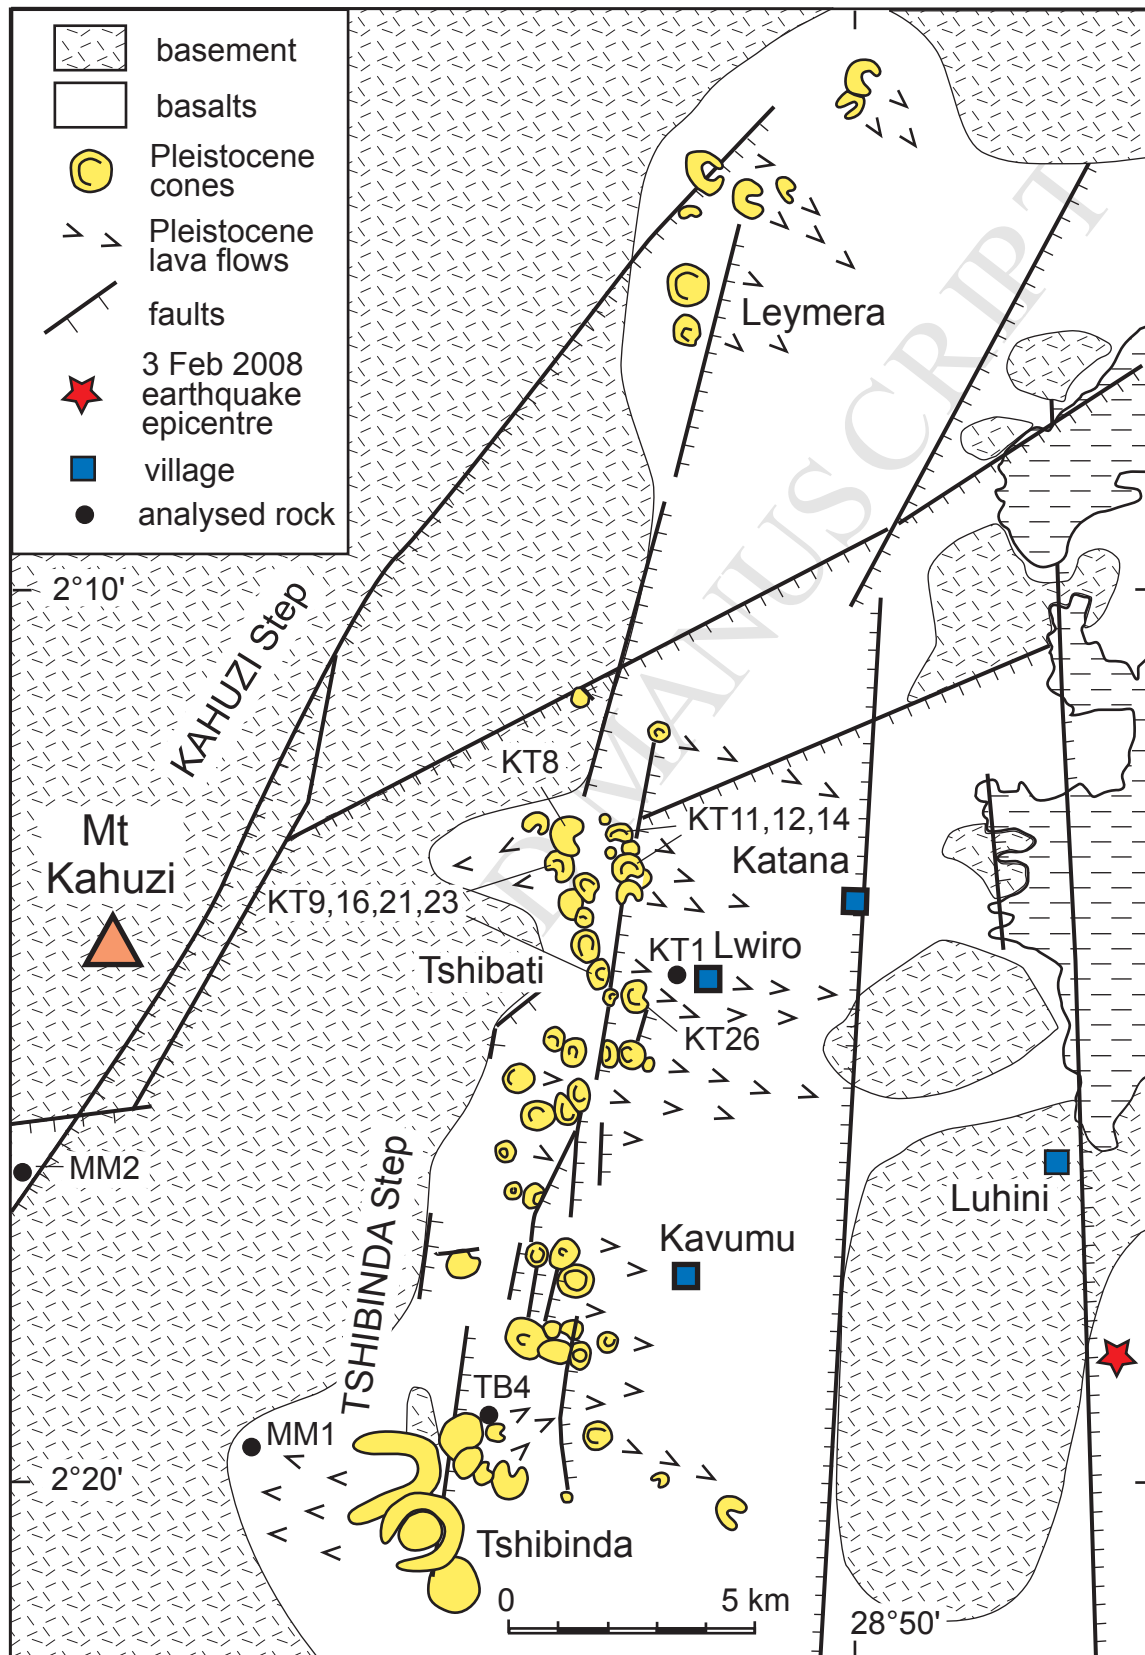 basement
basalts
Pleistocene
cones
Pleistocene
lava flows
faults
3 Feb 2008
earthquake
epicentre
village
analysed rock
Leymera
D MANUSCRIPT
2°10'
KAHUZI Step
KT8
Mt
Kahuzi
KT11,12,14
Katana
KT9,16,21,23
Tshibati
KT1
Lwiro
KT26
MM2
TSHIBINDA Step
Luhini
Kavumu
TB4
MM1
2°20'
Tshibinda
0
5 km
28°50'